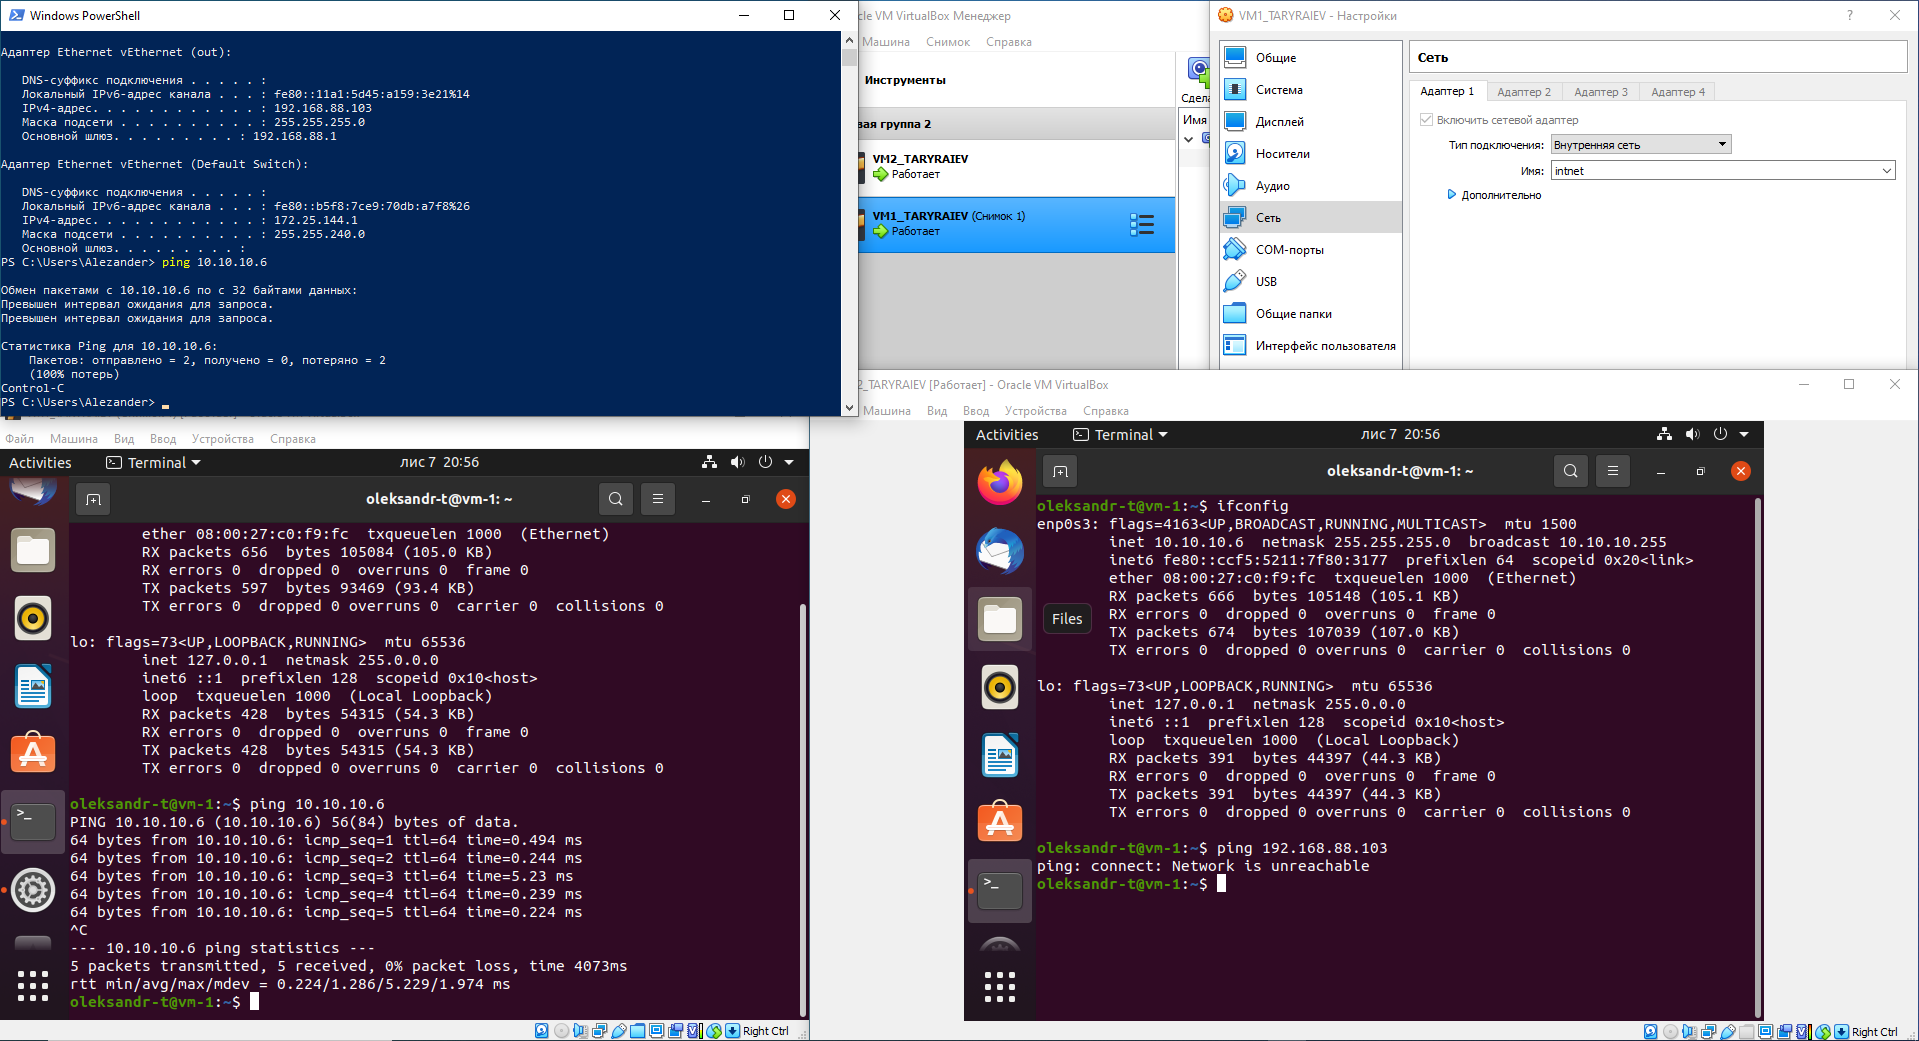 Windows PowerShell
Адаптер Ethernet vEthernet (out):
DNS-суффикс подключения . . . . . :
Локальный IPv6-адрес канала . . . : fe80::11a1:5d45:a159:3e21%14
IPv4-адрес. . . . . . . . . . . . : 192.168.88.103
Маска подсети . . . . . . . . . . : 255.255.255.0
Основной шлюз. . . . . . . . . : 192.168.88.1
Адаптер Ethernet vEthernet (Default Switch):
DNS-суффикс подключения . . . . . :
Локальный IPv6-адрес канала . . . : fe80::b5f8:7ce9:70db:a7f8%26
IPv4-адрес. . . . . . . . . . . . : 172.25.144.1
Маска подсети . . . . . . . . . . : 255.255.240.0
Основной шлюз. . . . . . . . . :
PS C:\Users\Alezander> ping 10.10.10.6
Обмен пакетами с 10.10.10.6 по с 32 байтами данных:
Превышен интервал ожидания для запроса.
Превышен интервал ожидания для запроса.
Статистика Ping для 10.10.10.6:
Пакетов: отправлено = 2, получено = 0, потеряно = 2
(100% потерь)
Control-C
PS C:\Users\Alezander>
cle VM VirtualBox Менеджер
Машина Снимок Справка
Инструменты
Сдела
Имя
вая группа 2
VM2_TARYRAIEV
Работает
VM1_TARYRAIEV (Снимок 1)
Работает
VM1_TARYRAIEV - Настройки
?
Общие
Система
Дисплей
Носители
Аудио
Сеть
COM-порты
USB
Общие папки
Интерфейс пользователя
Сеть
Адаптер 1 Адаптер 2 Адаптер 3 Адаптер 4
Включить сетевой адаптер
Тип подключения: Внутренняя сеть
Имя: intnet
Дополнительно
Файл Машина Вид Ввод Устройства Справка
Activities Terminal лис 7 20:56
oleksandr-t@vm-1: ~
ether 08:00:27:c0:f9:fc txqueuelen 1000 (Ethernet)
RX packets 656 bytes 105084 (105.0 KB)
RX errors 0 dropped 0 overruns 0 frame 0
TX packets 597 bytes 93469 (93.4 KB)
TX errors 0 dropped 0 overruns 0 carrier 0 collisions 0
lo: flags=73<UP,LOOPBACK,RUNNING> mtu 65536
inet 127.0.0.1 netmask 255.0.0.0
inet6 ::1 prefixlen 128 scopeid 0x10<host>
loop txqueuelen 1000 (Local Loopback)
RX packets 428 bytes 54315 (54.3 KB)
RX errors 0 dropped 0 overruns 0 frame 0
TX packets 428 bytes 54315 (54.3 KB)
TX errors 0 dropped 0 overruns 0 carrier 0 collisions 0
oleksandr-t@vm-1:~$ ping 10.10.10.6
PING 10.10.10.6 (10.10.10.6) 56(84) bytes of data.
64 bytes from 10.10.10.6: icmp_seq=1 ttl=64 time=0.494 ms
64 bytes from 10.10.10.6: icmp_seq=2 ttl=64 time=0.244 ms
64 bytes from 10.10.10.6: icmp_seq=3 ttl=64 time=5.23 ms
64 bytes from 10.10.10.6: icmp_seq=4 ttl=64 time=0.239 ms
64 bytes from 10.10.10.6: icmp_seq=5 ttl=64 time=0.224 ms
^C
--- 10.10.10.6 ping statistics ---
5 packets transmitted, 5 received, 0% packet loss, time 4073ms
rtt min/avg/max/mdev = 0.224/1.286/5.229/1.974 ms
oleksandr-t@vm-1:~$
Right Ctrl
2_TARYRAIEV [Работает] - Oracle VM VirtualBox
Машина Вид Ввод Устройства Справка
Activities Terminal лис 7 20:56
oleksandr-t@vm-1: ~
Files
oleksandr-t@vm-1:~$ ifconfig
enp0s3: flags=4163<UP,BROADCAST,RUNNING,MULTICAST> mtu 1500
inet 10.10.10.6 netmask 255.255.255.0 broadcast 10.10.10.255
inet6 fe80::ccf5:5211:7f80:3177 prefixlen 64 scopeid 0x20<link>
ether 08:00:27:c0:f9:fc txqueuelen 1000 (Ethernet)
RX packets 666 bytes 105148 (105.1 KB)
RX errors 0 dropped 0 overruns 0 frame 0
TX packets 674 bytes 107039 (107.0 KB)
TX errors 0 dropped 0 overruns 0 carrier 0 collisions 0
lo: flags=73<UP,LOOPBACK,RUNNING> mtu 65536
inet 127.0.0.1 netmask 255.0.0.0
inet6 ::1 prefixlen 128 scopeid 0x10<host>
loop txqueuelen 1000 (Local Loopback)
RX packets 391 bytes 44397 (44.3 KB)
RX errors 0 dropped 0 overruns 0 frame 0
TX packets 391 bytes 44397 (44.3 KB)
TX errors 0 dropped 0 overruns 0 carrier 0 collisions 0
oleksandr-t@vm-1:~$ ping 192.168.88.103
ping: connect: Network is unreachable
oleksandr-t@vm-1:~$
Right Ctrl